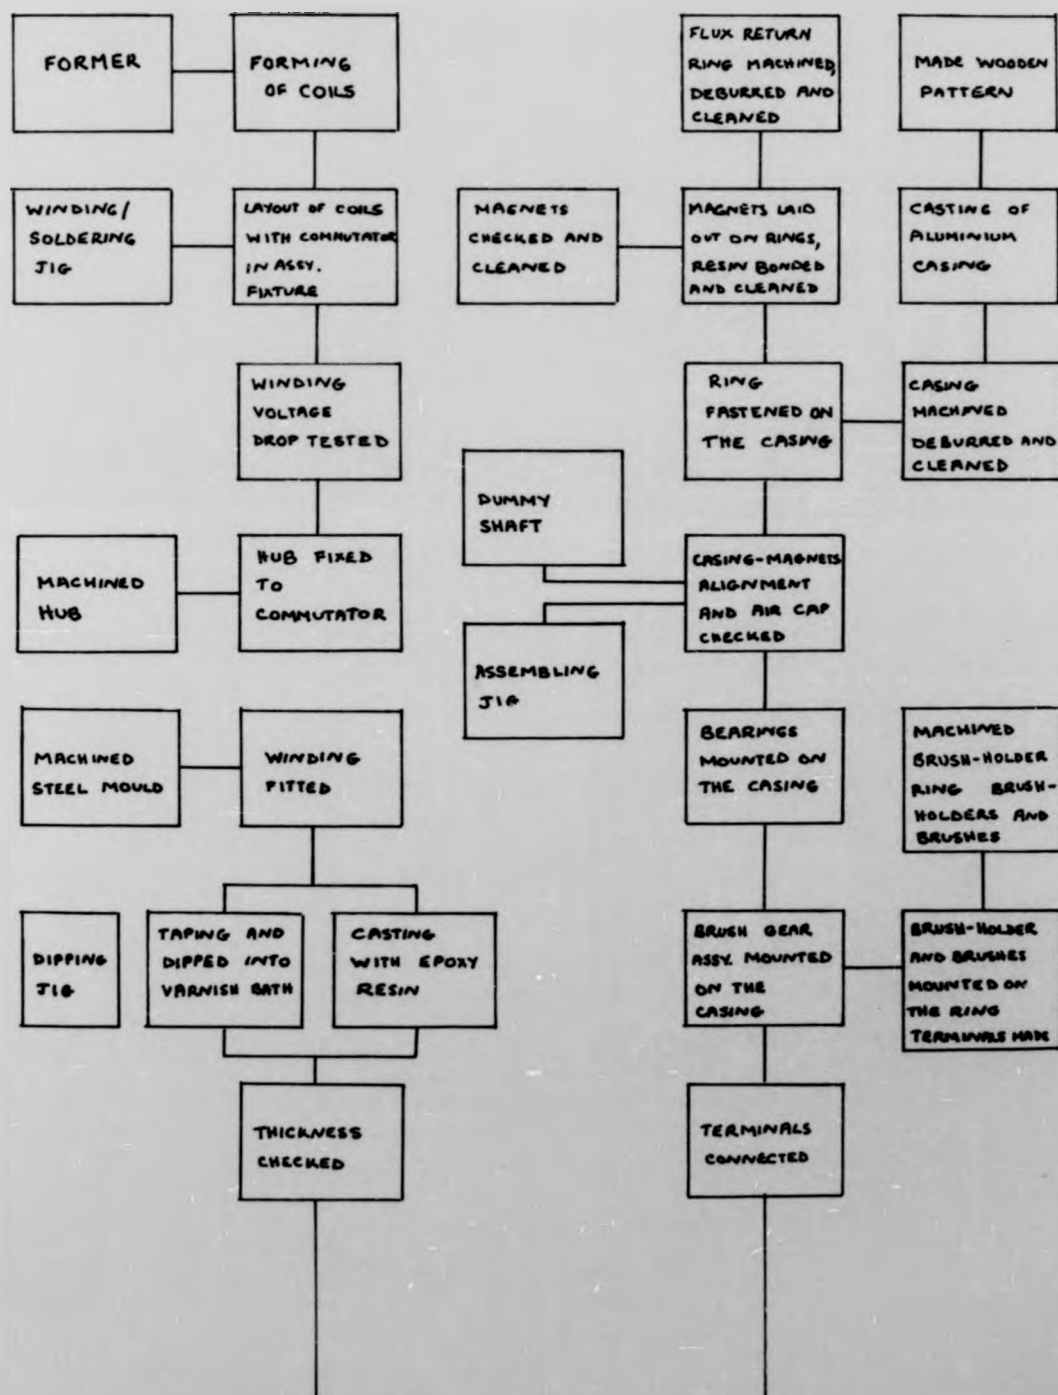 FORMER
FORMING
OF COILS
FLUX RETURN
RING MACHINED,
DEBURRED AND
CLEANED
MADE WOODEN
PATTERN
WINDING/
SOLDERING
JIG
LAYOUT OF COILS
WITH COMMUTATOR
IN ASSY.
FIXTURE
MAGNETS
CHECKED AND
CLEANED
MAGNETS LAID
OUT ON RINGS,
RESIN BONDED
AND CLEANED
CASTING OF
ALUMINIUM
CASING
WINDING
VOLTAGE
DROP TESTED
RING
FASTENED ON
THE CASING
CASING
MACHINED
DEBURRED AND
CLEANED
DUMMY
SHAFT
MACHINED
HUB
HUB FIXED
TO
COMMUTATOR
CASING-MAGNETS
ALIGNMENT
AND AIR CAP
CHECKED
ASSEMBLING
JIG
MACHINED
STEEL MOULD
WINDING
FITTED
BEARINGS
MOUNTED ON
THE CASING
MACHINED
BRUSH-HOLDER
RING BRUSH-
HOLDERS AND
BRUSHES
DIPPING
JIG
TAPING AND
DIPPED INTO
VARNISH BATH
CASTING
WITH EPOXY
RESIN
BRUSH GEAR
ASSY. MOUNTED
ON THE
CASING
BRUSH-HOLDER
AND BRUSHES
MOUNTED ON
THE RING
TERMINALS MADE
THICKNESS
CHECKED
TERMINALS
CONNECTED